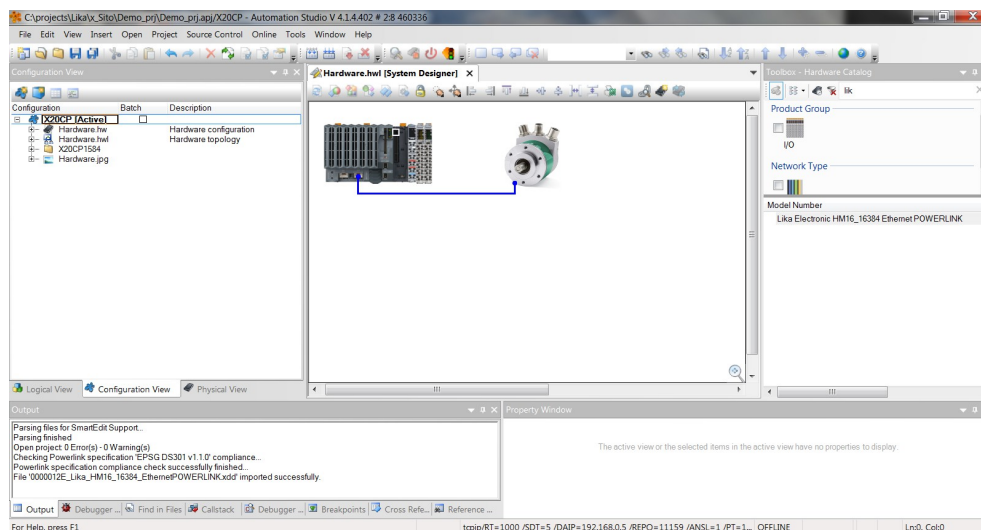 C:\projects\Lika\x_Sito\Demo_prj\Demo_prj.apj/X20CP - Automation Studio V 4.1.4.402 # 2:8 460336
File Edit View Insert Open Project Source Control Online Tools Window Help
Configuration View
Hardware.hwl [System Designer] X
Toolbox - Hardware Catalog
lik
Configuration Batch Description
X20CP [Active]
Hardware.hw Hardware configuration
Hardware.hwl Hardware topology
X20CP1584
Hardware.jpg
Product Group
I/O
Network Type
Model Number
Lika Electronic HM16_16384 Ethernet POWERLINK
Logical View Configuration View Physical View
Output
Property Window
Parsing files for SmartEdit Support...
Parsing finished
Open project: 0 Error(s) - 0 Warning(s)
Checking Powerlink specification 'EPSG DS301 v1.1.0' compliance...
Powerlink specification compliance check successfully finished...
File '0000012E_Lika_HM16_16384_EthernetPOWERLINK.xdd' imported successfully.
The active view or the selected items in the active view have no properties to display.
Output Debugger ... Find in Files Callstack Debugger ... Breakpoints Cross Refe... Reference ...
For Help, press F1
tcpip/RT=1000 /SDT=5 /DAIP=192.168.0.5 /REPO=11159 /ANSL=1 /PT=1... OFFLINE Ln:0, Col:0